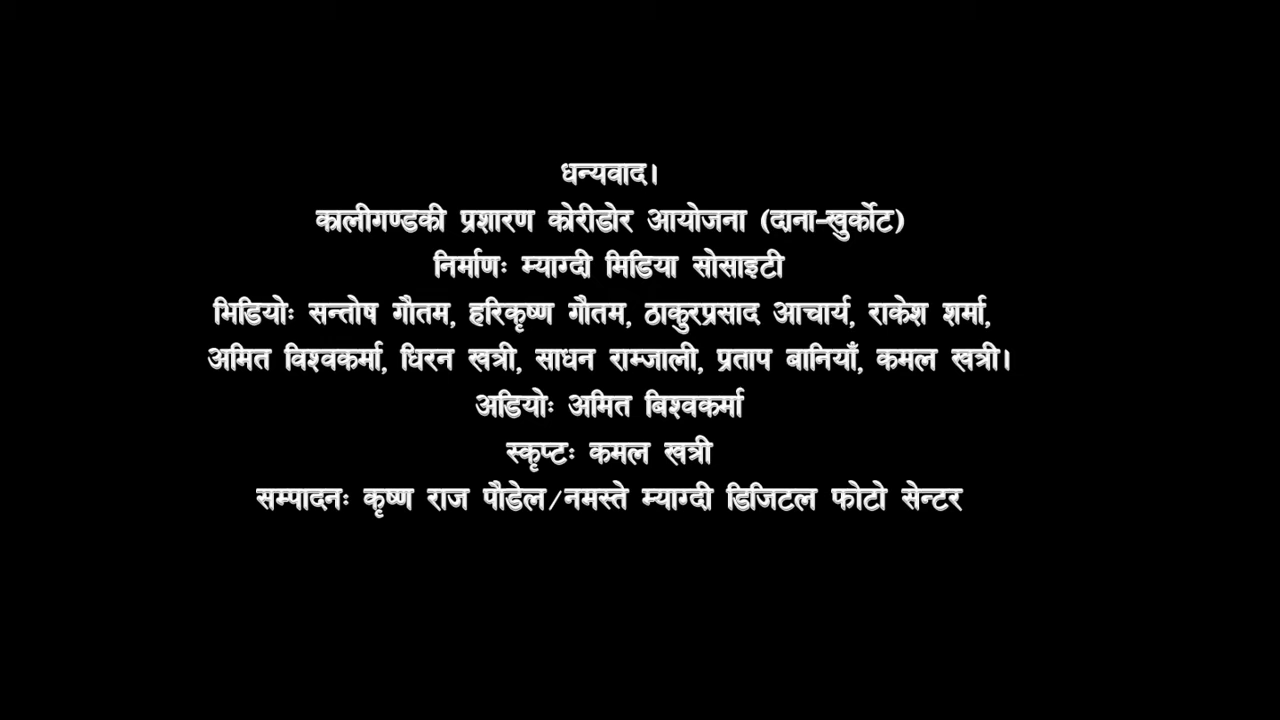 धन्यवाद।
कालीगण्डकी प्रशारण कोरीडोर आयोजना (दाना-खुर्कोट)
निर्माणः म्याग्दी मिडिया सोसाइटी
भिडियोः सन्तोष गौतम, हरिकृष्ण गौतम, ठाकुरप्रसाद आचार्य, राकेश शर्मा,
अमित विश्वकर्मा, धिरन खत्री, साधन राम्जाली, प्रताप बानियाँ, कमल खत्री।
अडियोः अमित बिश्वकर्मा
स्कृप्टः कमल खत्री
सम्पादनः कृष्ण राज पौडेल/नमस्ते म्याग्दी डिजिटल फोटो सेन्टर